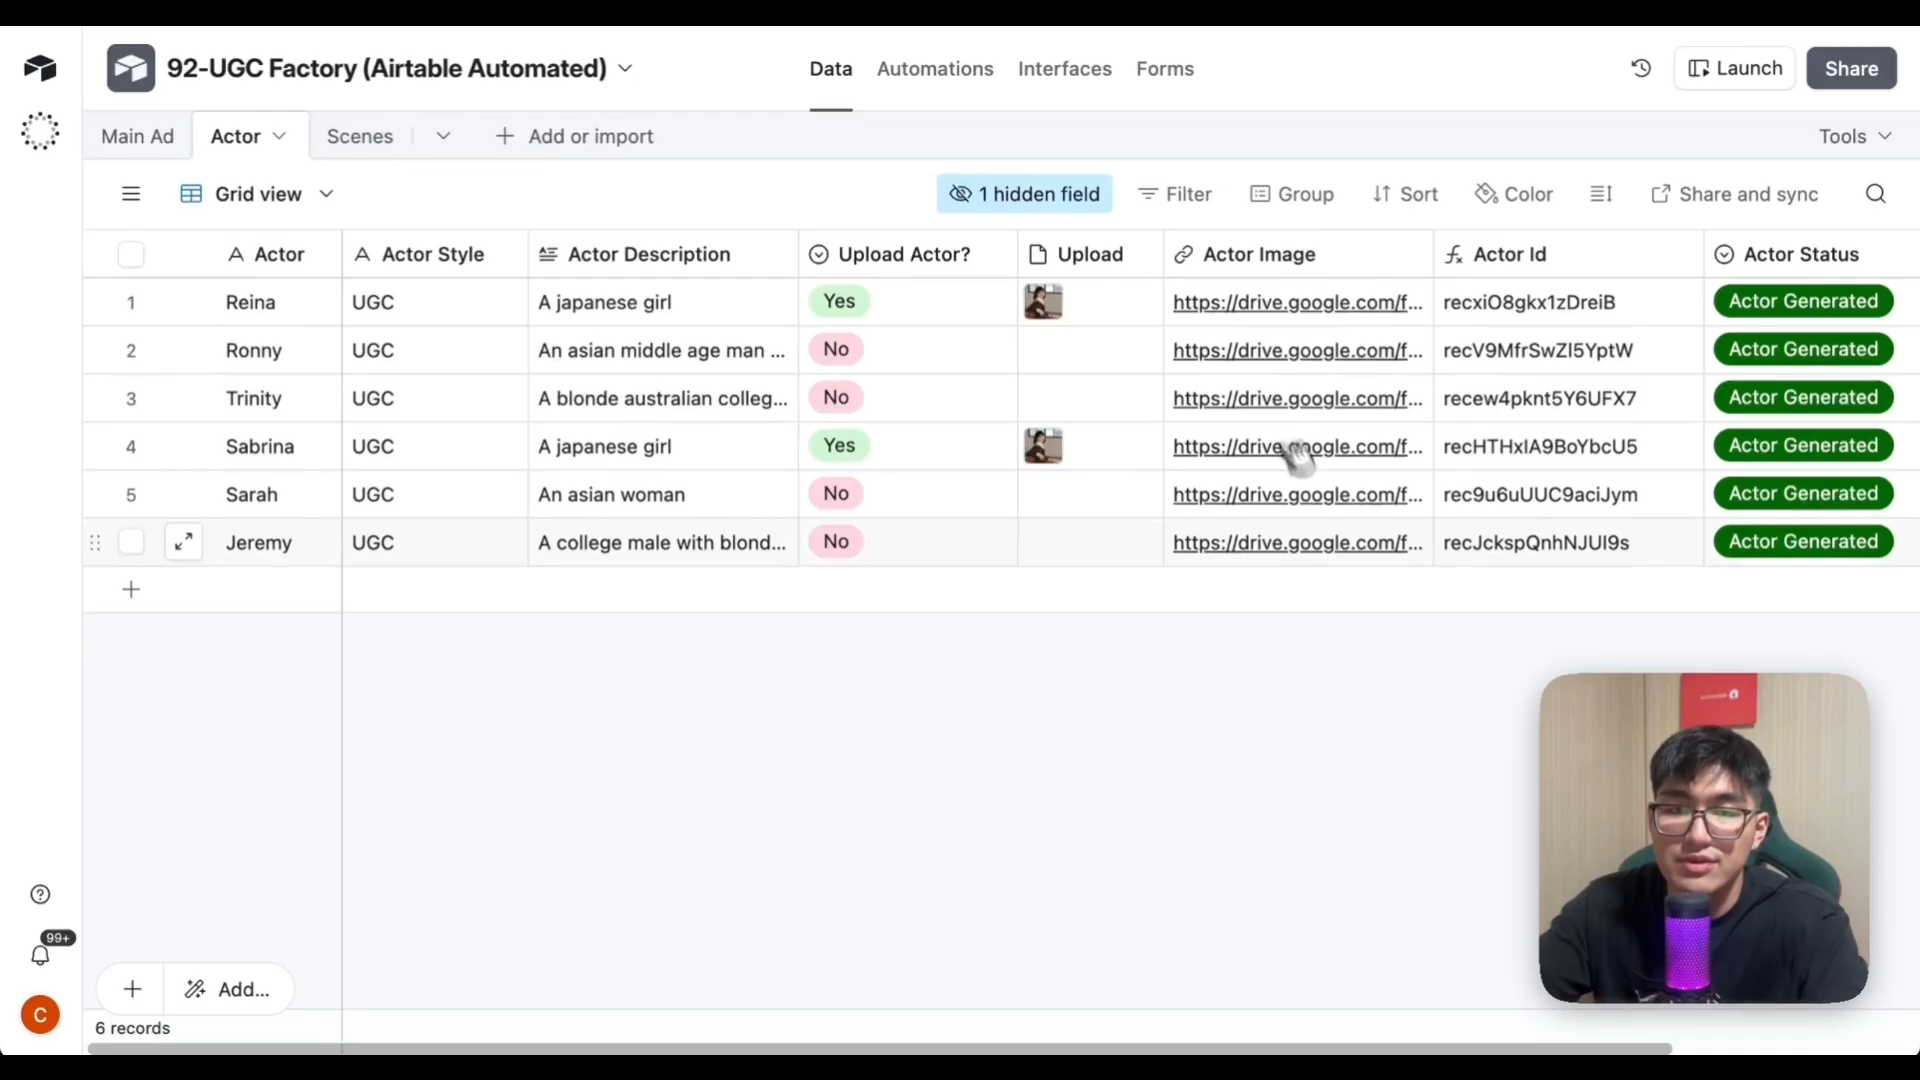 92-UGC Factory (Airtable Automated)
Data
Automations
Interfaces
Forms
Launch
Share
Main Ad
Actor
Scenes
Add or import
Tools
Grid view
1 hidden field
Filter
Group
Sort
Color
Share and sync
Actor
Actor Style
Actor Description
Upload Actor?
Upload
Actor Image
Actor Id
Actor Status
1 Reina UGC A japanese girl Yes https://drive.google.com/f... recxiO8gkx1zDreiB Actor Generated
2 Ronny UGC An asian middle age man ... No https://drive.google.com/f... recV9MfrSwZI5YptW Actor Generated
3 Trinity UGC A blonde australian colleg... No https://drive.google.com/f... recew4pknt5Y6UFX7 Actor Generated
4 Sabrina UGC A japanese girl Yes https://drive.google.com/f... recHTHxIA9BoYbcU5 Actor Generated
5 Sarah UGC An asian woman No https://drive.google.com/f... rec9u6uUUC9aciJym Actor Generated
Jeremy UGC A college male with blond... No https://drive.google.com/f... recJckspQnhNJUI9s Actor Generated
99+
C
Add...
6 records